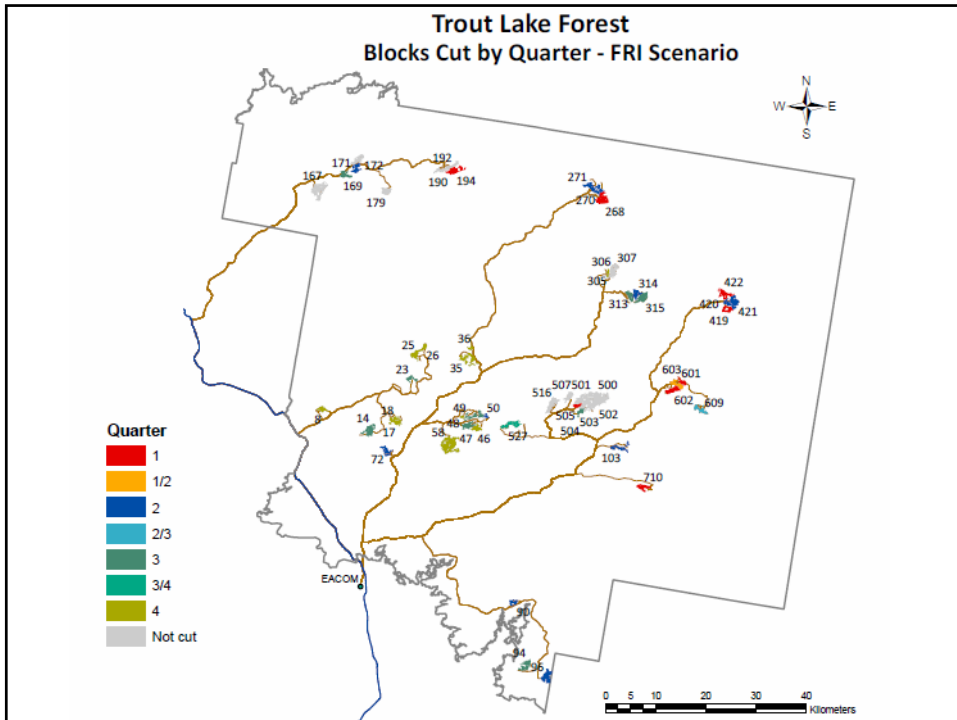 Trout Lake Forest
Blocks Cut by Quarter - FRI Scenario
N
W E
S
171 172 192
167 169 190 194
179
271
270
268
306 307
305
314
313 315
422
420 421
419
36
25 26
35
23
603 601
602 609
507 501 500
516
18 49 50
8 14 505 502
503
17 48 504
58 47 46 527
72 103
710
Quarter
1
1/2
2
2/3
3
3/4
4
Not cut
EACOM
90
94
96
0 5 10 20 30 40
Kilometers